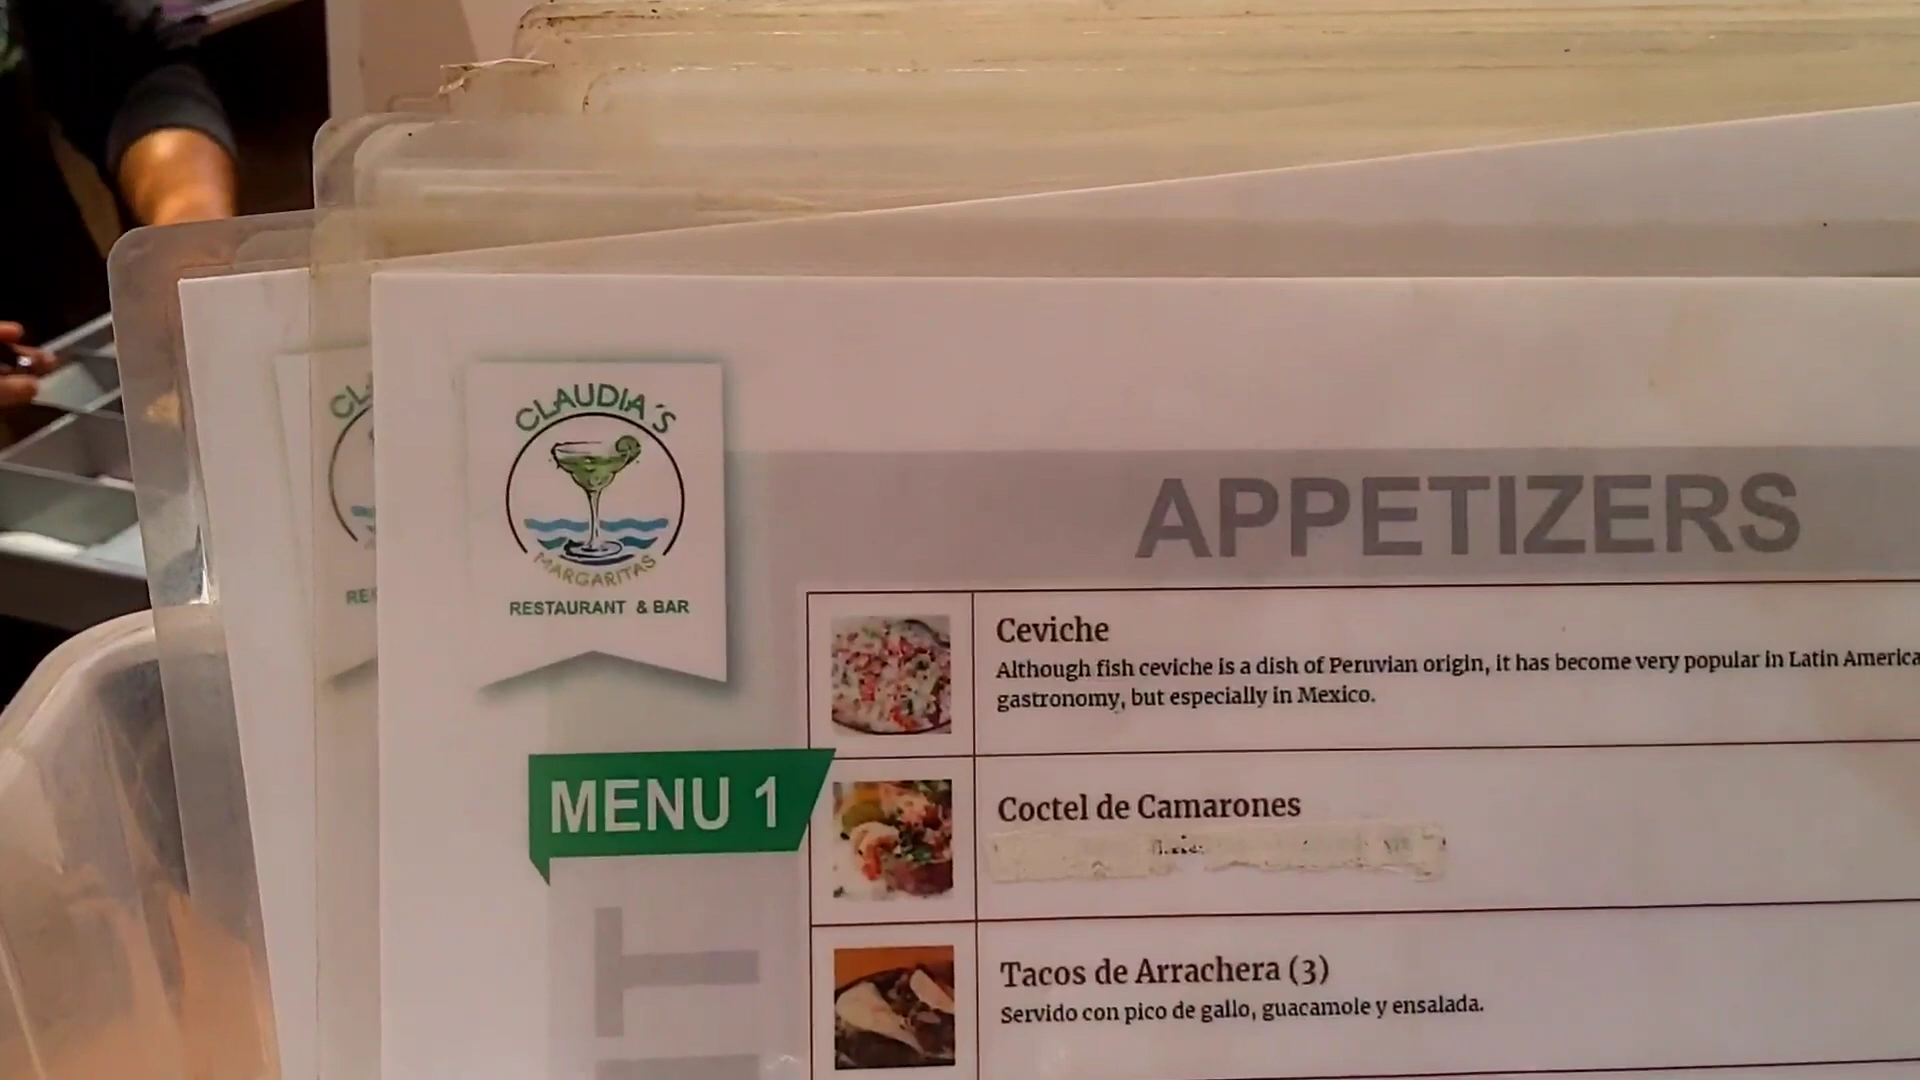 CLAUDIA´S
MARGARITAS
RESTAURANT & BAR
APPETIZERS
Ceviche
Although fish ceviche is a dish of Peruvian origin, it has become very popular in Latin America
gastronomy, but especially in Mexico.
MENU 1
Coctel de Camarones
Tacos de Arrachera (3)
Servido con pico de gallo, guacamole y ensalada.